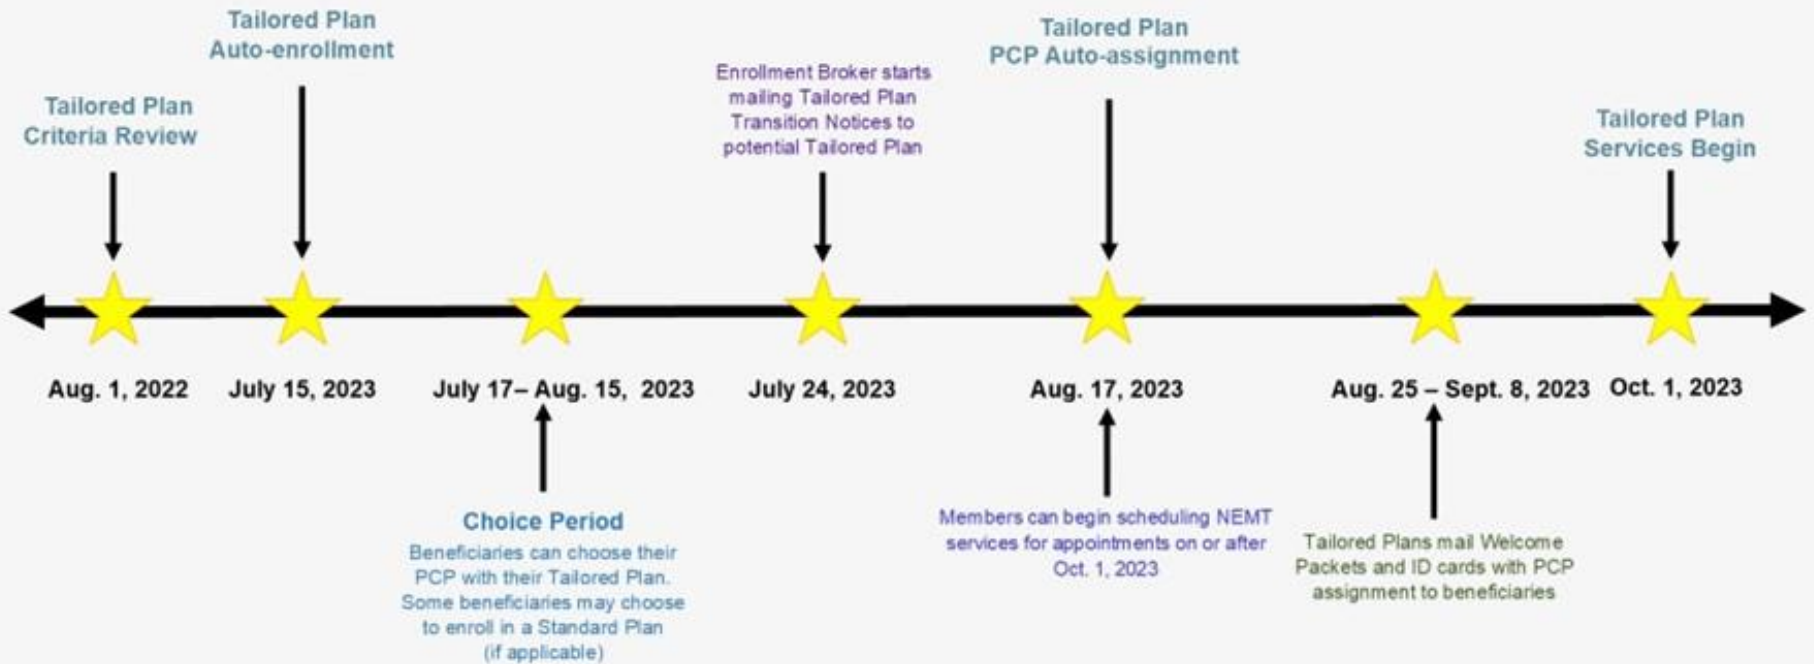 Tailored Plan
Criteria Review
Tailored Plan
Auto-enrollment
Enrollment Broker starts
mailing Tailored Plan
Transition Notices to
potential Tailored Plan
Tailored Plan
PCP Auto-assignment
Tailored Plan
Services Begin
Aug. 1, 2022
July 15, 2023
July 17– Aug. 15, 2023
July 24, 2023
Aug. 17, 2023
Aug. 25 – Sept. 8, 2023
Oct. 1, 2023
Choice Period
Beneficiaries can choose their
PCP with their Tailored Plan.
Some beneficiaries may choose
to enroll in a Standard Plan
(if applicable)
Members can begin scheduling NEMT
services for appointments on or after
Oct. 1, 2023
Tailored Plans mail Welcome
Packets and ID cards with PCP
assignment to beneficiaries